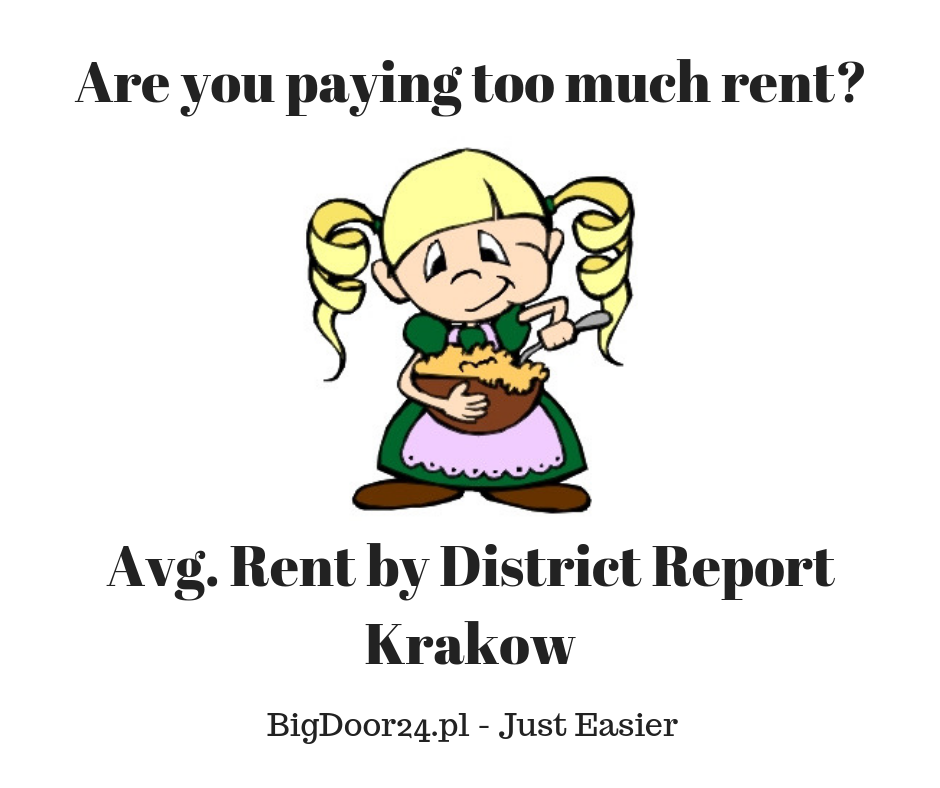 Are you paying too much rent?
Avg. Rent by District Report
Krakow
BigDoor24.pl - Just Easier